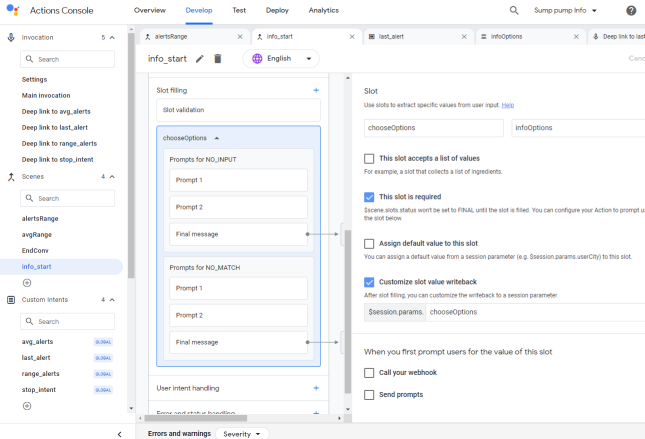 Actions Console
Overview
Develop
Test
Deploy
Analytics
Sump pump Info
Invocation
5
Search
Settings
Main invocation
Deep link to avg_alerts
Deep link to last_alert
Deep link to range_alerts
Deep link to stop_intent
Scenes
4
Search
alertsRange
avgRange
EndConv
info_start
Custom Intents
4
Search
avg_alerts GLOBAL
last_alert GLOBAL
range_alerts GLOBAL
stop_intent GLOBAL
alertsRange
info_start
last_alert
infoOptions
Deep link to last
info_start
English
Canc
Slot filling
Slot validation
chooseOptions
Prompts for NO_INPUT
Prompt 1
Prompt 2
Final message
Prompts for NO_MATCH
Prompt 1
Prompt 2
Final message
User intent handling
Error and status handling
Slot
Use slots to extract specific values from user input. Help
chooseOptions
infoOptions
This slot accepts a list of values
For example, a slot that collects a list of ingredients.
This slot is required
$scene.slots.status won't be set to FINAL until the slot is filled. You can configure your Action to prompt us
the slot below.
Assign default value to this slot
You can assign a default value from a session parameter (e.g. $session.params.userCity) to this slot.
Customize slot value writeback
After slot filling, you can customize the writeback to a session parameter
$session.params. chooseOptions
When you first prompt users for the value of this slot
Call your webhook
Send prompts
Errors and warnings
Severity